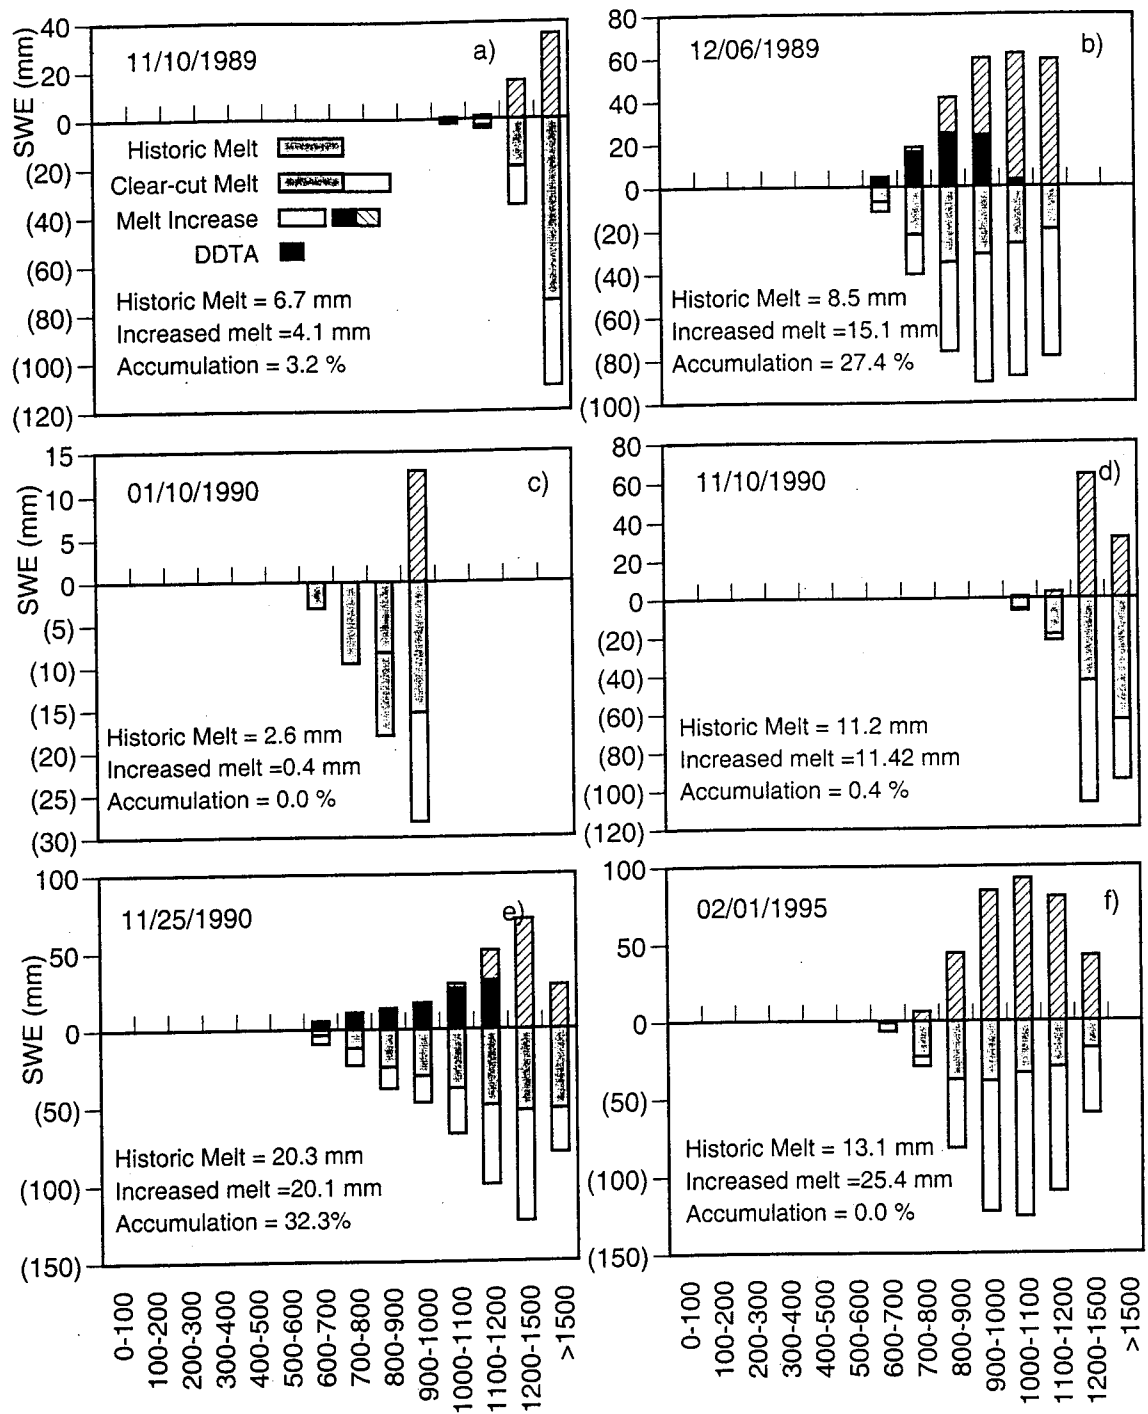 11/10/1989
a)
SWE (mm)
40
20
0
(20)
(40)
(60)
(80)
(100)
(120)
Historic Melt
Clear-cut Melt
Melt Increase
DDTA
Historic Melt = 6.7 mm
Increased melt =4.1 mm
Accumulation = 3.2 %
12/06/1989
b)
80
60
40
20
0
(20)
(40)
(60)
(80)
(100)
Historic Melt = 8.5 mm
Increased melt =15.1 mm
Accumulation = 27.4 %
01/10/1990
c)
SWE (mm)
15
10
5
0
(5)
(10)
(15)
(20)
(25)
(30)
Historic Melt = 2.6 mm
Increased melt =0.4 mm
Accumulation = 0.0 %
11/10/1990
d)
80
60
40
20
0
(20)
(40)
(60)
(80)
(100)
(120)
Historic Melt = 11.2 mm
Increased melt =11.42 mm
Accumulation = 0.4 %
11/25/1990
e)
SWE (mm)
100
50
0
(50)
(100)
(150)
Historic Melt = 20.3 mm
Increased melt =20.1 mm
Accumulation = 32.3%
02/01/1995
f)
100
50
0
(50)
(100)
(150)
Historic Melt = 13.1 mm
Increased melt =25.4 mm
Accumulation = 0.0 %
0-100
100-200
200-300
300-400
400-500
500-600
600-700
700-800
800-900
900-1000
1000-1100
1100-1200
1200-1500
>1500
0-100
100-200
200-300
300-400
400-500
500-600
600-700
700-800
800-900
900-1000
1000-1100
1100-1200
1200-1500
>1500